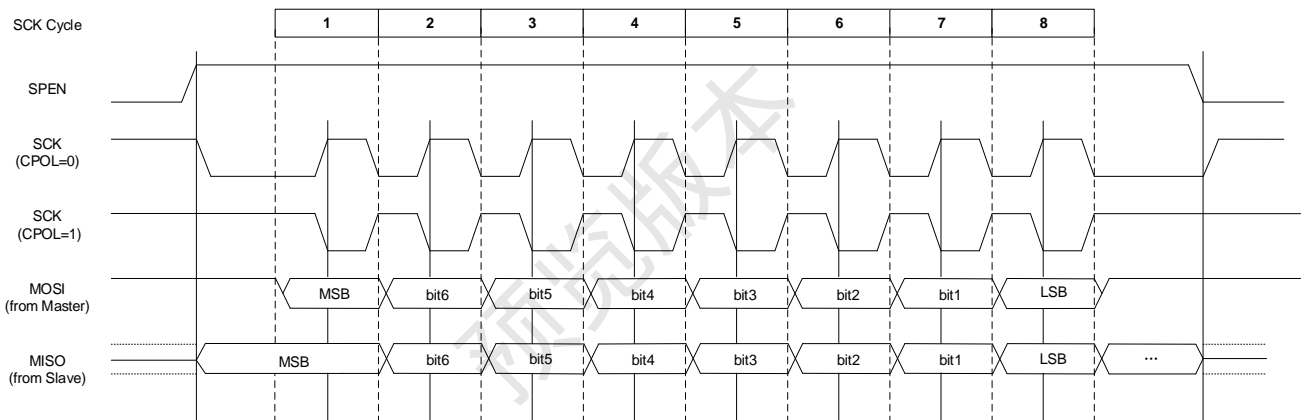 SCK Cycle 1 2 3 4 5 6 7 8
SPEN
SCK
(CPOL=0)
SCK
(CPOL=1)
MOSI
(from Master)
MSB bit6 bit5 bit4 bit3 bit2 bit1 LSB
MISO
(from Slave)
MSB bit6 bit5 bit4 bit3 bit2 bit1 LSB ...
预览版本